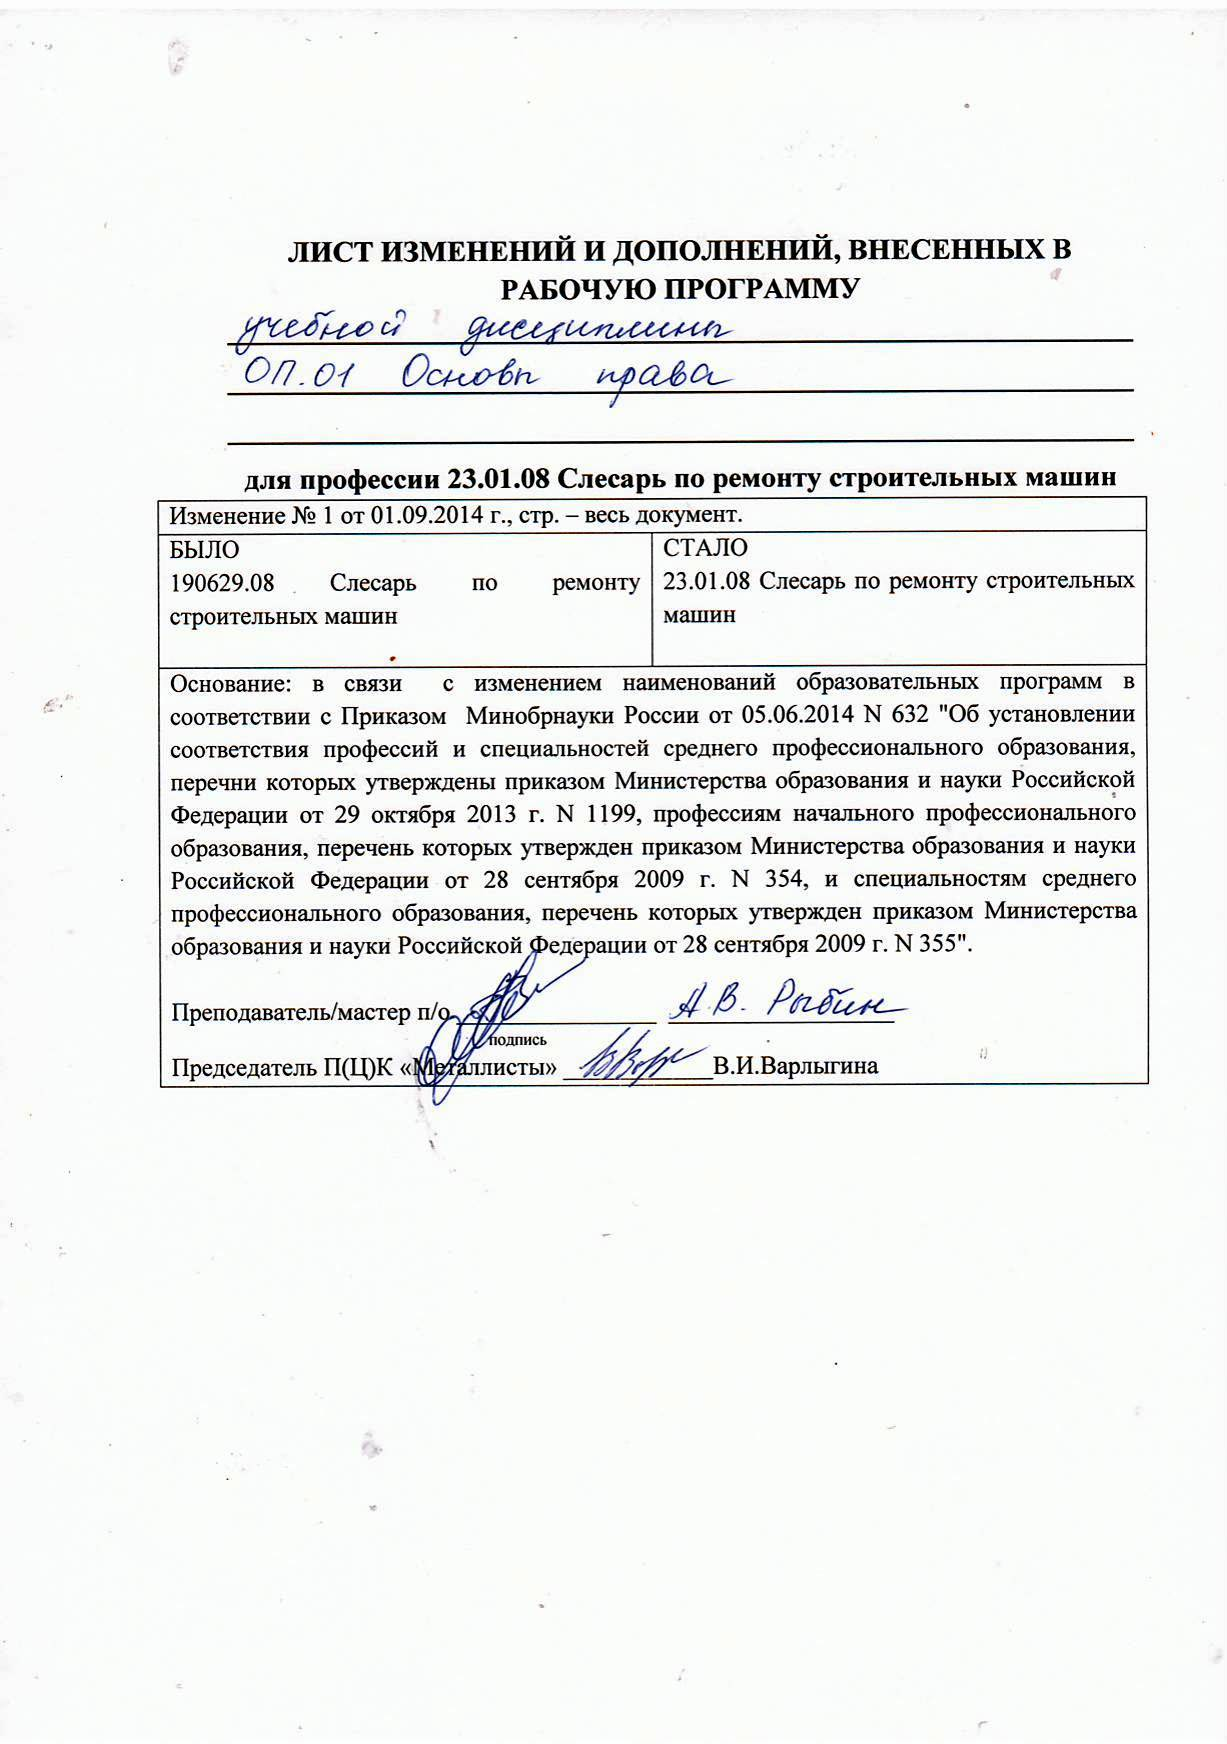 ЛИСТ ИЗМЕНЕНИЙ И ДОПОЛНЕНИЙ, ВНЕСЕННЫХ В
РАБОЧУЮ ПРОГРАММУ
учебной дисциплины
ОП.01 Основы права
для профессии 23.01.08 Слесарь по ремонту строительных машин
Изменение № 1 от 01.09.2014 г., стр. – весь документ.
БЫЛО
190629.08 Слесарь по ремонту
строительных машин
СТАЛО
23.01.08 Слесарь по ремонту строительных
машин
Основание: в связи с изменением наименований образовательных программ в
соответствии с Приказом Минобрнауки России от 05.06.2014 N 632 "Об установлении
соответствия профессий и специальностей среднего профессионального образования,
перечни которых утверждены приказом Министерства образования и науки Российской
Федерации от 29 октября 2013 г. N 1199, профессиям начального профессионального
образования, перечень которых утвержден приказом Министерства образования и науки
Российской Федерации от 28 сентября 2009 г. N 354, и специальностям среднего
профессионального образования, перечень которых утвержден приказом Министерства
образования и науки Российской Федерации от 28 сентября 2009 г. N 355".
Преподаватель/мастер п/о А.В. Рыбин
подпись
Председатель П(Ц)К «Металлисты» ____________В.И.Варлыгина